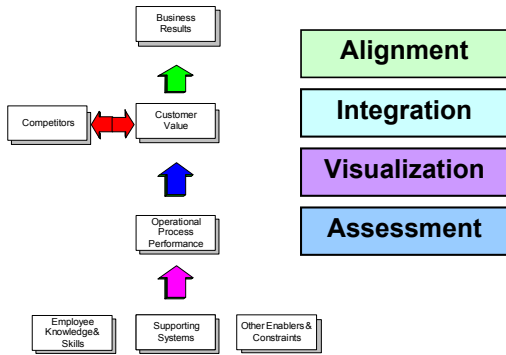 Business
Results
Competitors
Customer
Value
Operational
Process
Performance
Employee
Knowledge&
Skills
Supporting
Systems
Other Enablers &
Constraints
Alignment
Integration
Visualization
Assessment